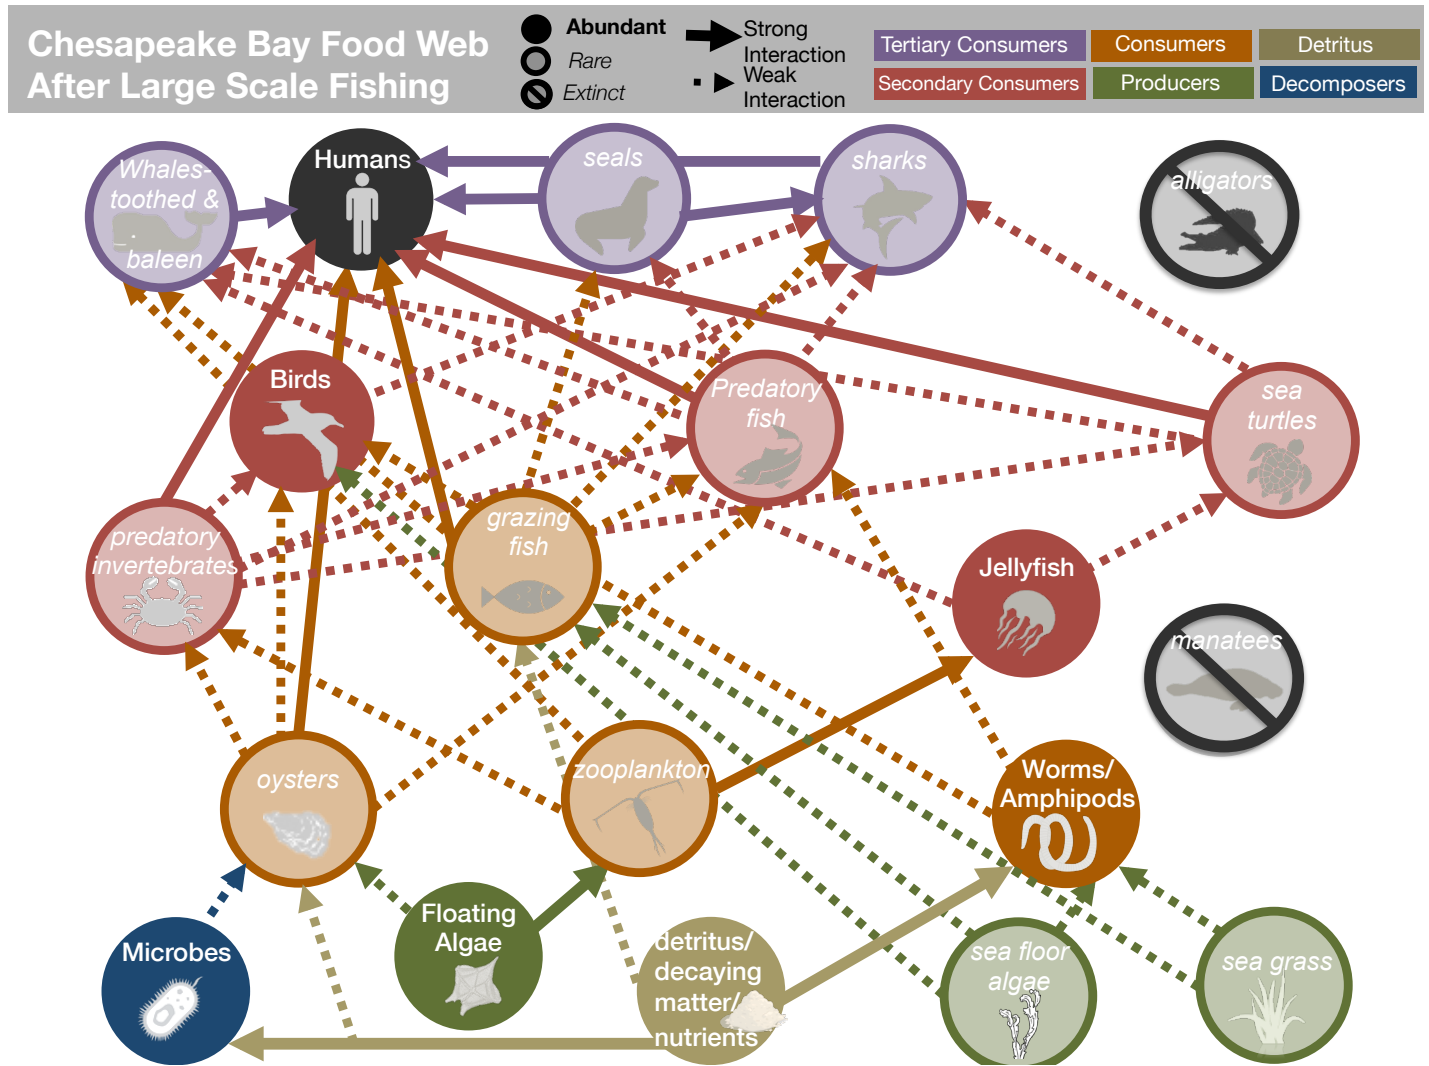 Chesapeake Bay Food Web
After Large Scale Fishing
Abundant
Rare
Extinct
Strong
Interaction
Weak
Interaction
Tertiary Consumers
Consumers
Detritus
Secondary Consumers
Producers
Decomposers
Whales-
toothed &
baleen
Humans
seals
sharks
alligators
Birds
Predatory
fish
sea
turtles
predatory
invertebrates
grazing
fish
Jellyfish
manatees
oysters
zooplankton
Worms/
Amphipods
Microbes
Floating
Algae
detritus/
decaying
matter/
nutrients
sea floor
algae
sea grass